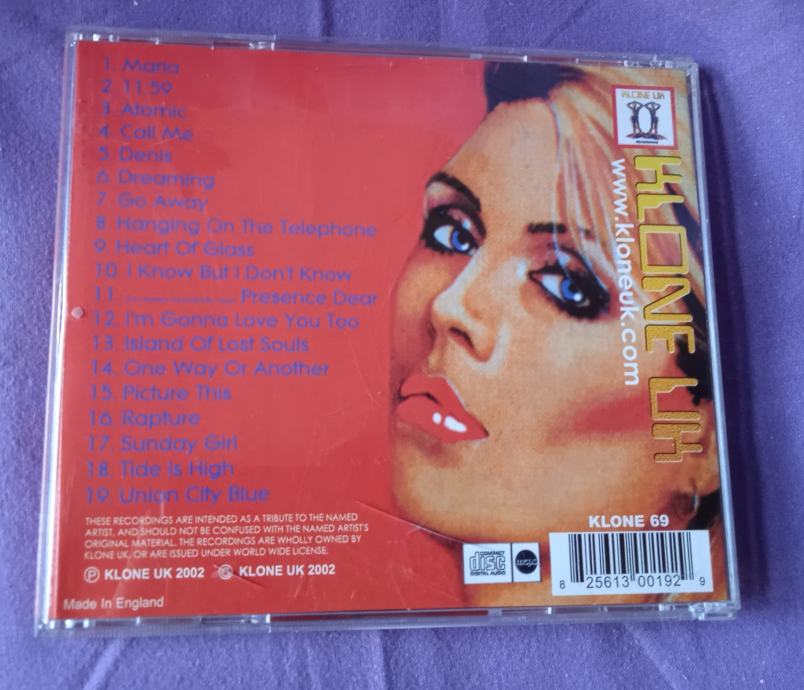 1. Maria
2. 11:59
3. Atomic
4. Call Me
5. Denis
6. Dreaming
7. Go Away
8. Hanging On The Telephone
9. Heart Of Glass
10. I Know But I Don't Know
11. Presence Dear
12. I'm Gonna Love You Too
13. Island Of Lost Souls
14. One Way Or Another
15. Picture This
16. Rapture
17. Sunday Girl
18. Tide Is High
19. Union City Blue
THESE RECORDINGS ARE INTENDED AS A TRIBUTE TO THE NAMED
ARTIST, AND SHOULD NOT BE CONFUSED WITH THE NAMED ARTIST'S
ORIGINAL MATERIAL. THE RECORDINGS ARE WHOLLY OWNED BY
KLONE UK, OR ARE ISSUED UNDER WORLD WIDE LICENSE.
℗ KLONE UK 2002 © KLONE UK 2002
Made In England
KLONE UK
KLONE UK
www.kloneuk.com
COMPACT
disc
DIGITAL AUDIO
mcps
KLONE 69
8 25613 00192 9